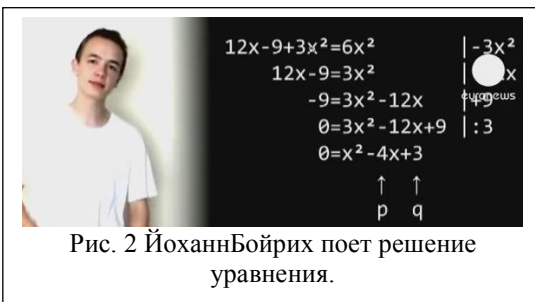 12x-9+3x²=6x² |-3x²
12x-9=3x² |
-9=3x²-12x |+9
0=3x²-12x+9 |:3
0=x²-4x+3
↑ ↑
p q
euronews
Рис. 2 ЙоханнБойрих поет решение
уравнения.